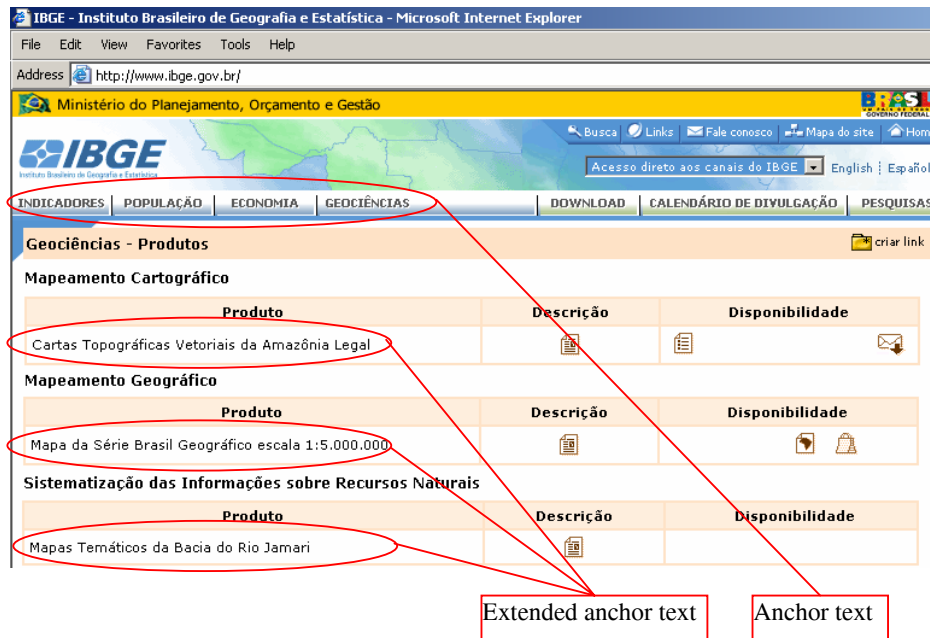 IBGE - Instituto Brasileiro de Geografia e Estatística - Microsoft Internet Explorer
File Edit View Favorites Tools Help
Address http://www.ibge.gov.br/
Ministério do Planejamento, Orçamento e Gestão BRASIL
GOVERNO FEDERAL
Busca Links Fale conosco Mapa do site Hom
IBGE
Instituto Brasileiro de Geografia e Estatística
Acesso direto aos canais do IBGE English Español
INDICADORES POPULAÇÃO ECONOMIA GEOCIÊNCIAS DOWNLOAD CALENDÁRIO DE DIVULGAÇÃO PESQUISAS
Geociências - Produtos criar link
Mapeamento Cartográfico
Produto Descrição Disponibilidade
Cartas Topográficas Vetoriais da Amazônia Legal
Mapeamento Geográfico
Produto Descrição Disponibilidade
Mapa da Série Brasil Geográfico escala 1:5.000.000
Sistematização das Informações sobre Recursos Naturais
Produto Descrição Disponibilidade
Mapas Temáticos da Bacia do Rio Jamari
Extended anchor text Anchor text